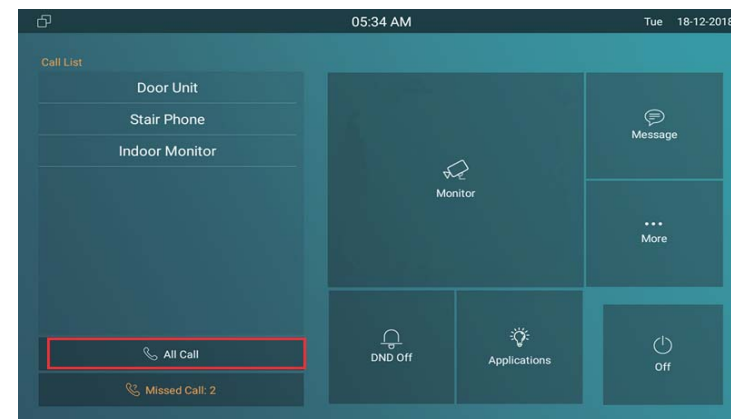 05:34 AM
Tue 18-12-2018
Call List
Door Unit
Stair Phone
Indoor Monitor
All Call
Missed Call: 2
Monitor
Message
More
DND Off
Applications
Off